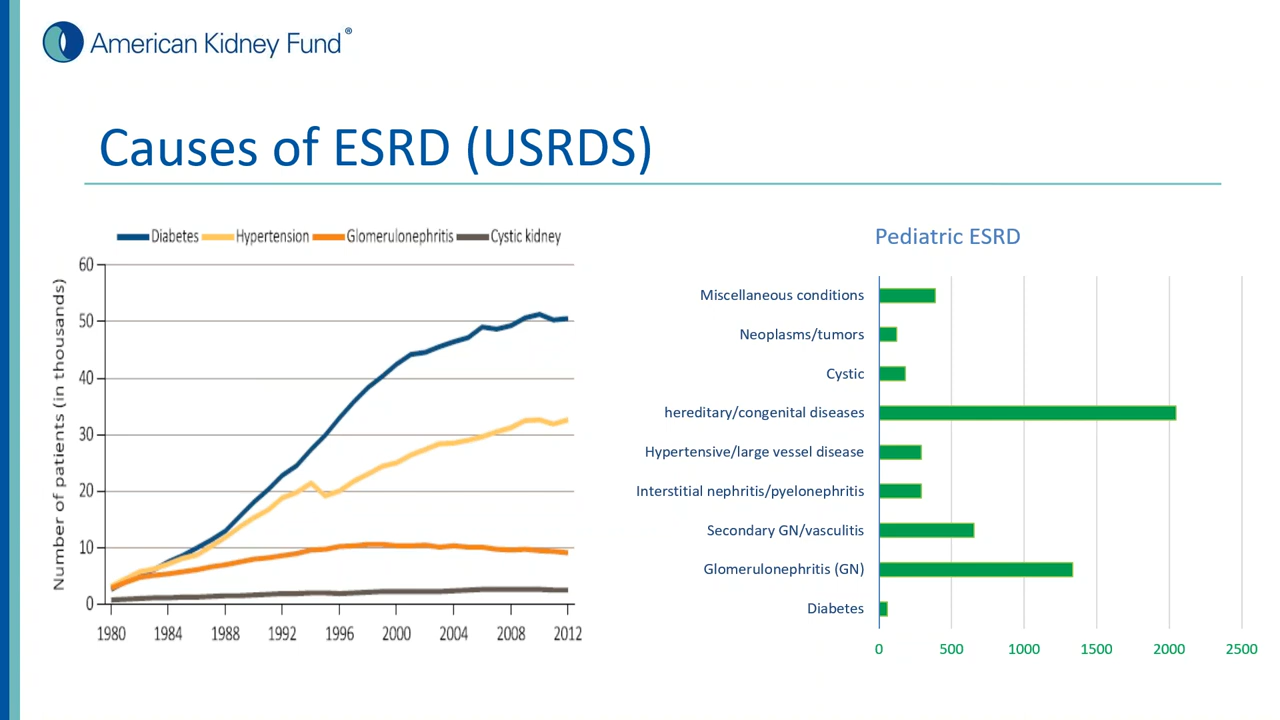 American Kidney Fund®
Causes of ESRD (USRDS)
Diabetes Hypertension Glomerulonephritis Cystic kidney
Number of patients (in thousands)
60
50
40
30
20
10
0
1980 1984 1988 1992 1996 2000 2004 2008 2012
Pediatric ESRD
Miscellaneous conditions
Neoplasms/tumors
Cystic
hereditary/congenital diseases
Hypertensive/large vessel disease
Interstitial nephritis/pyelonephritis
Secondary GN/vasculitis
Glomerulonephritis (GN)
Diabetes
0 500 1000 1500 2000 2500